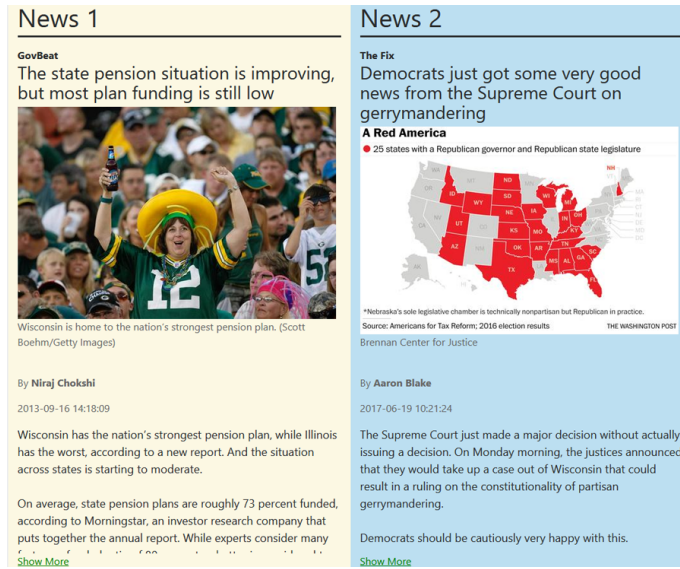 News 1
GovBeat
The state pension situation is improving,
but most plan funding is still low
12
Wisconsin is home to the nation's strongest pension plan. (Scott
Boehm/Getty Images)
By Niraj Chokshi
2013-09-16 14:18:09
Wisconsin has the nation's strongest pension plan, while Illinois
has the worst, according to a new report. And the situation
across states is starting to moderate.
On average, state pension plans are roughly 73 percent funded,
according to Morningstar, an investor research company that
puts together the annual report. While experts consider many
Show More
News 2
The Fix
Democrats just got some very good
news from the Supreme Court on
gerrymandering
A Red America
25 states with a Republican governor and Republican state legislature
NH
WA
MT
ND
OR
ID
SD
WI
MI
WY
NE
IA
IN
OH
UT
KS
MO
KY
AZ
OK
AR
TN
SC
MS
AL
GA
TX
AK
FL
*Nebraska's sole legislative chamber is technically nonpartisan but Republican in practice.
Source: Americans for Tax Reform; 2016 election results
THE WASHINGTON POST
Brennan Center for Justice
By Aaron Blake
2017-06-19 10:21:24
The Supreme Court just made a major decision without actually
issuing a decision. On Monday morning, the justices announced
that they would take up a case out of Wisconsin that could
result in a ruling on the constitutionality of partisan
gerrymandering.
Democrats should be cautiously very happy with this.
Show More